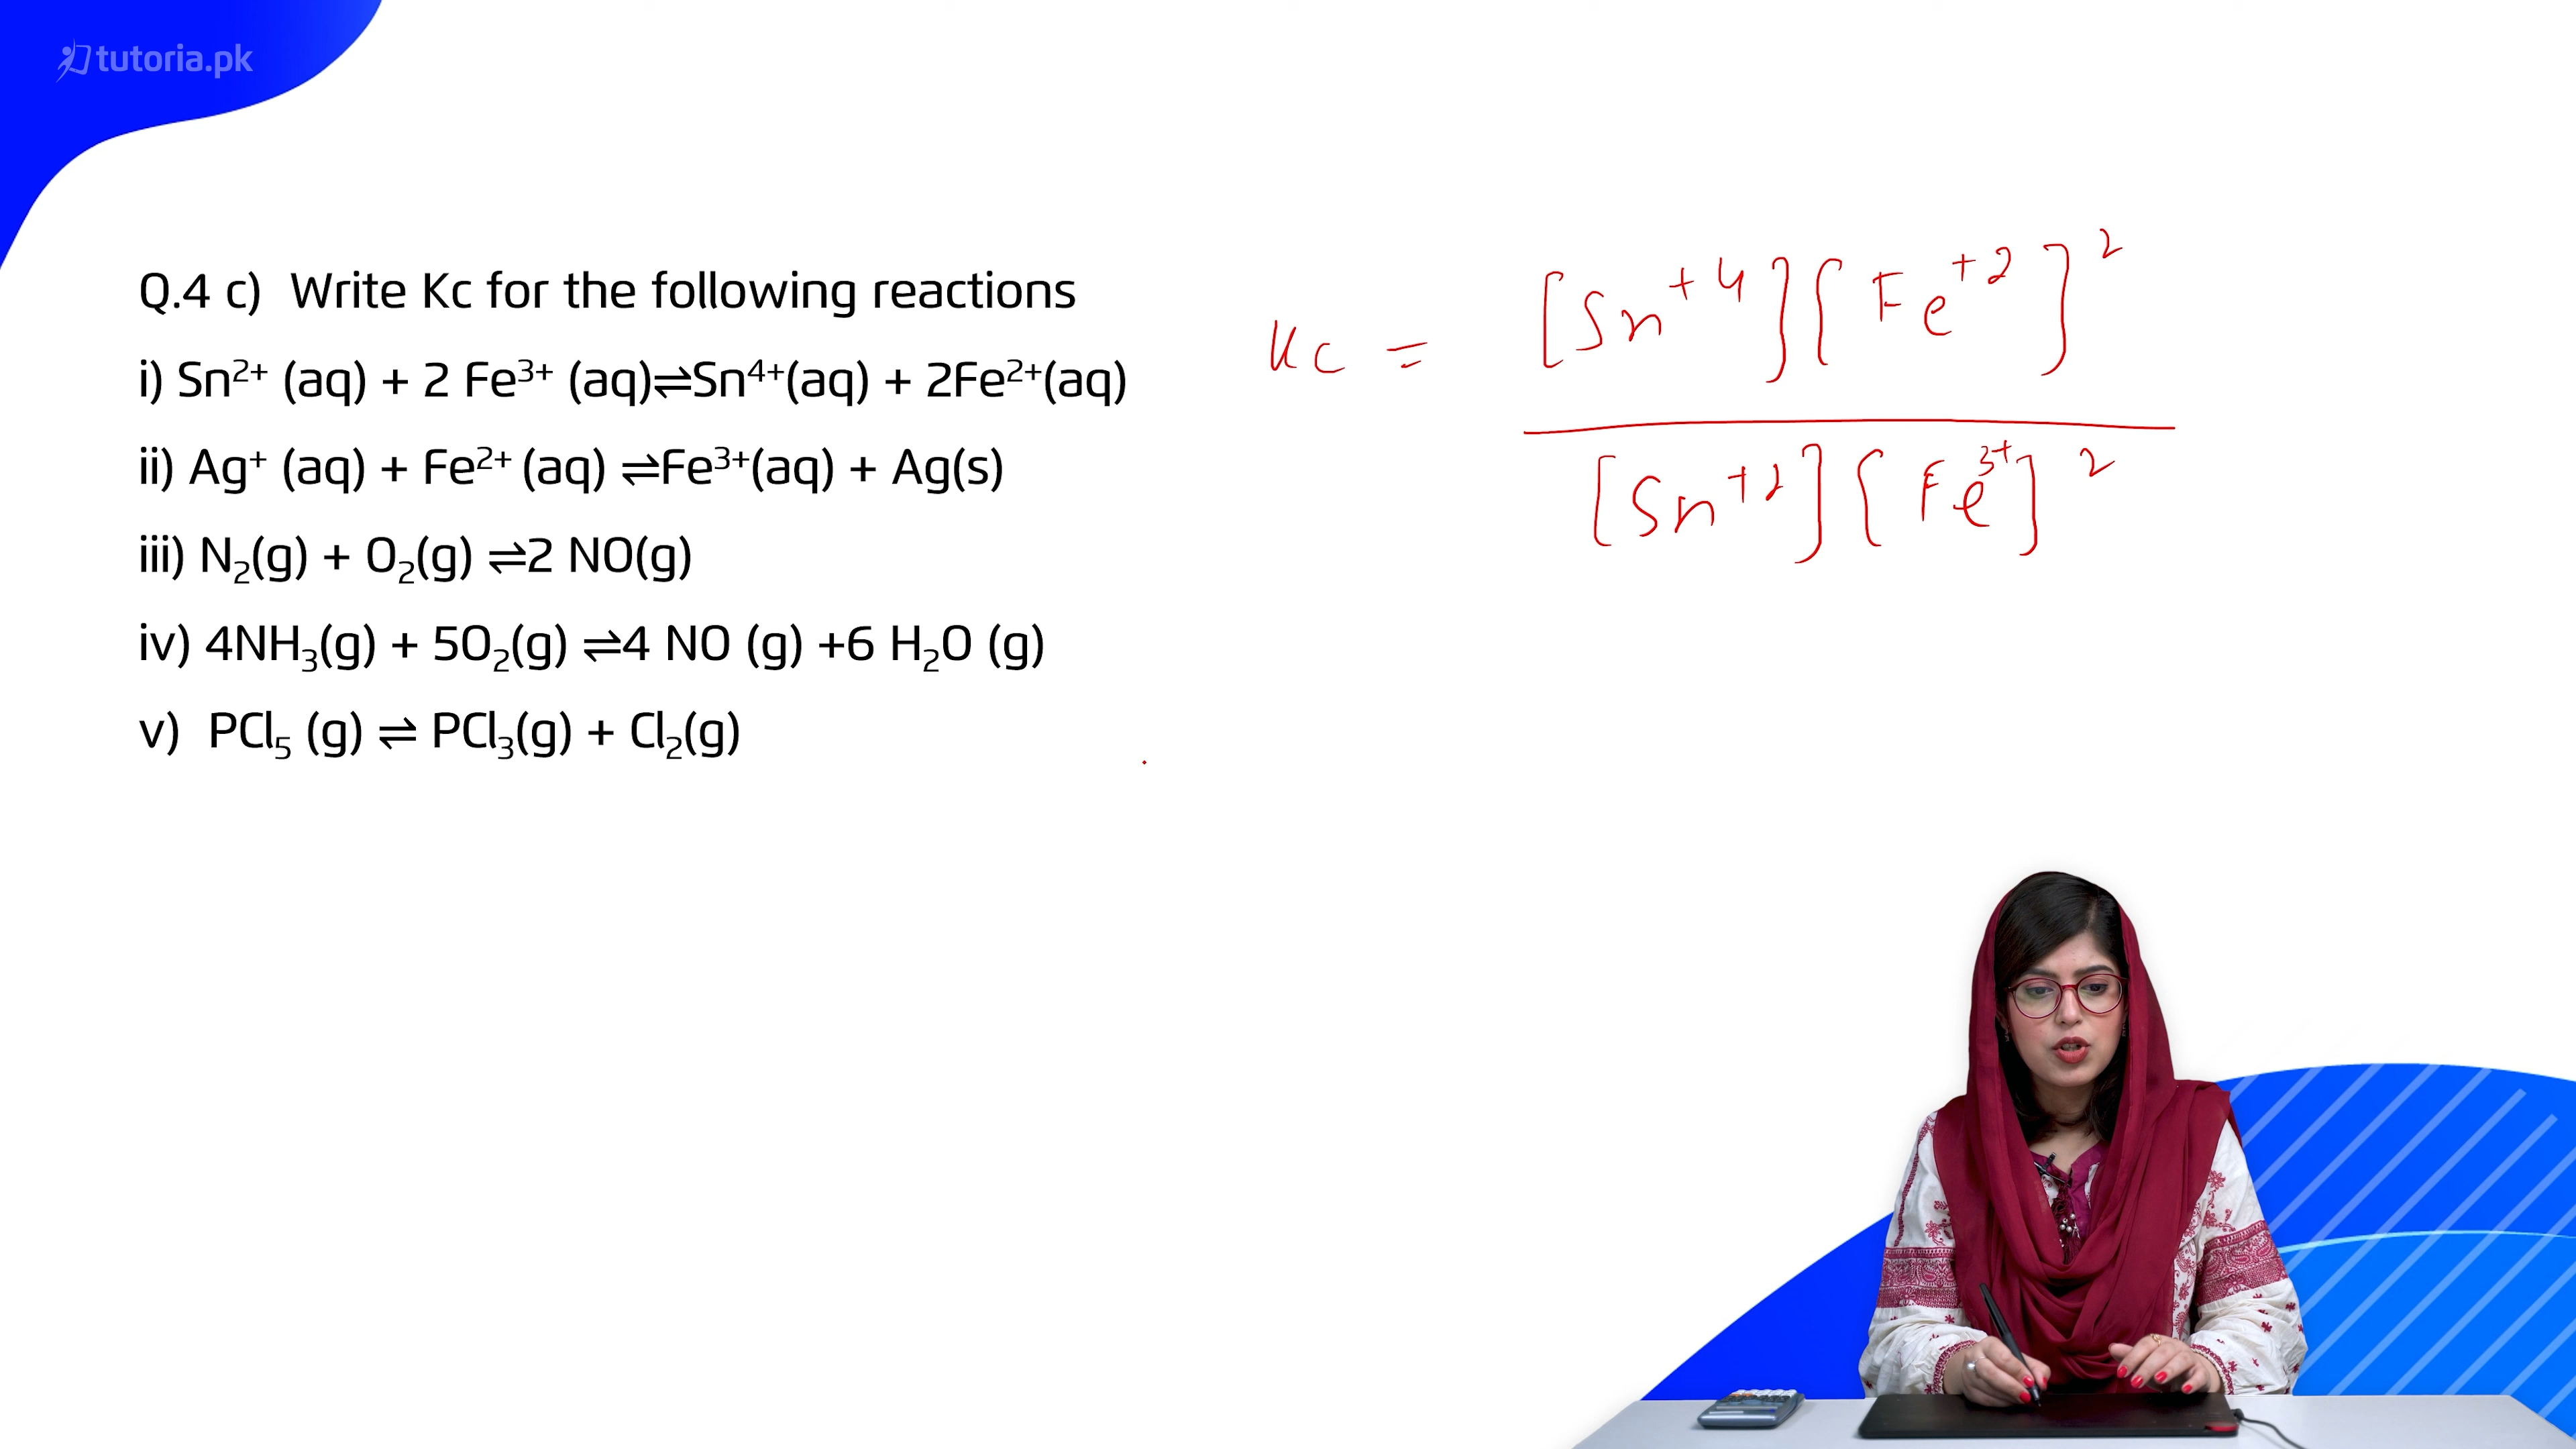 tutoria.pk
Q.4 c) Write Kc for the following reactions
i) Sn²⁺ (aq) + 2 Fe³⁺ (aq)⇌Sn⁴⁺(aq) + 2Fe²⁺(aq)
ii) Ag⁺ (aq) + Fe²⁺ (aq) ⇌Fe³⁺(aq) + Ag(s)
iii) N₂(g) + O₂(g) ⇌2 NO(g)
iv) 4NH₃(g) + 5O₂(g) ⇌4 NO (g) +6 H₂O (g)
v) PCl₅ (g) ⇌ PCl₃(g) + Cl₂(g)
[Sn⁺⁴][Fe⁺²]²
Kc =
[Sn⁺²][Fe³⁺]²